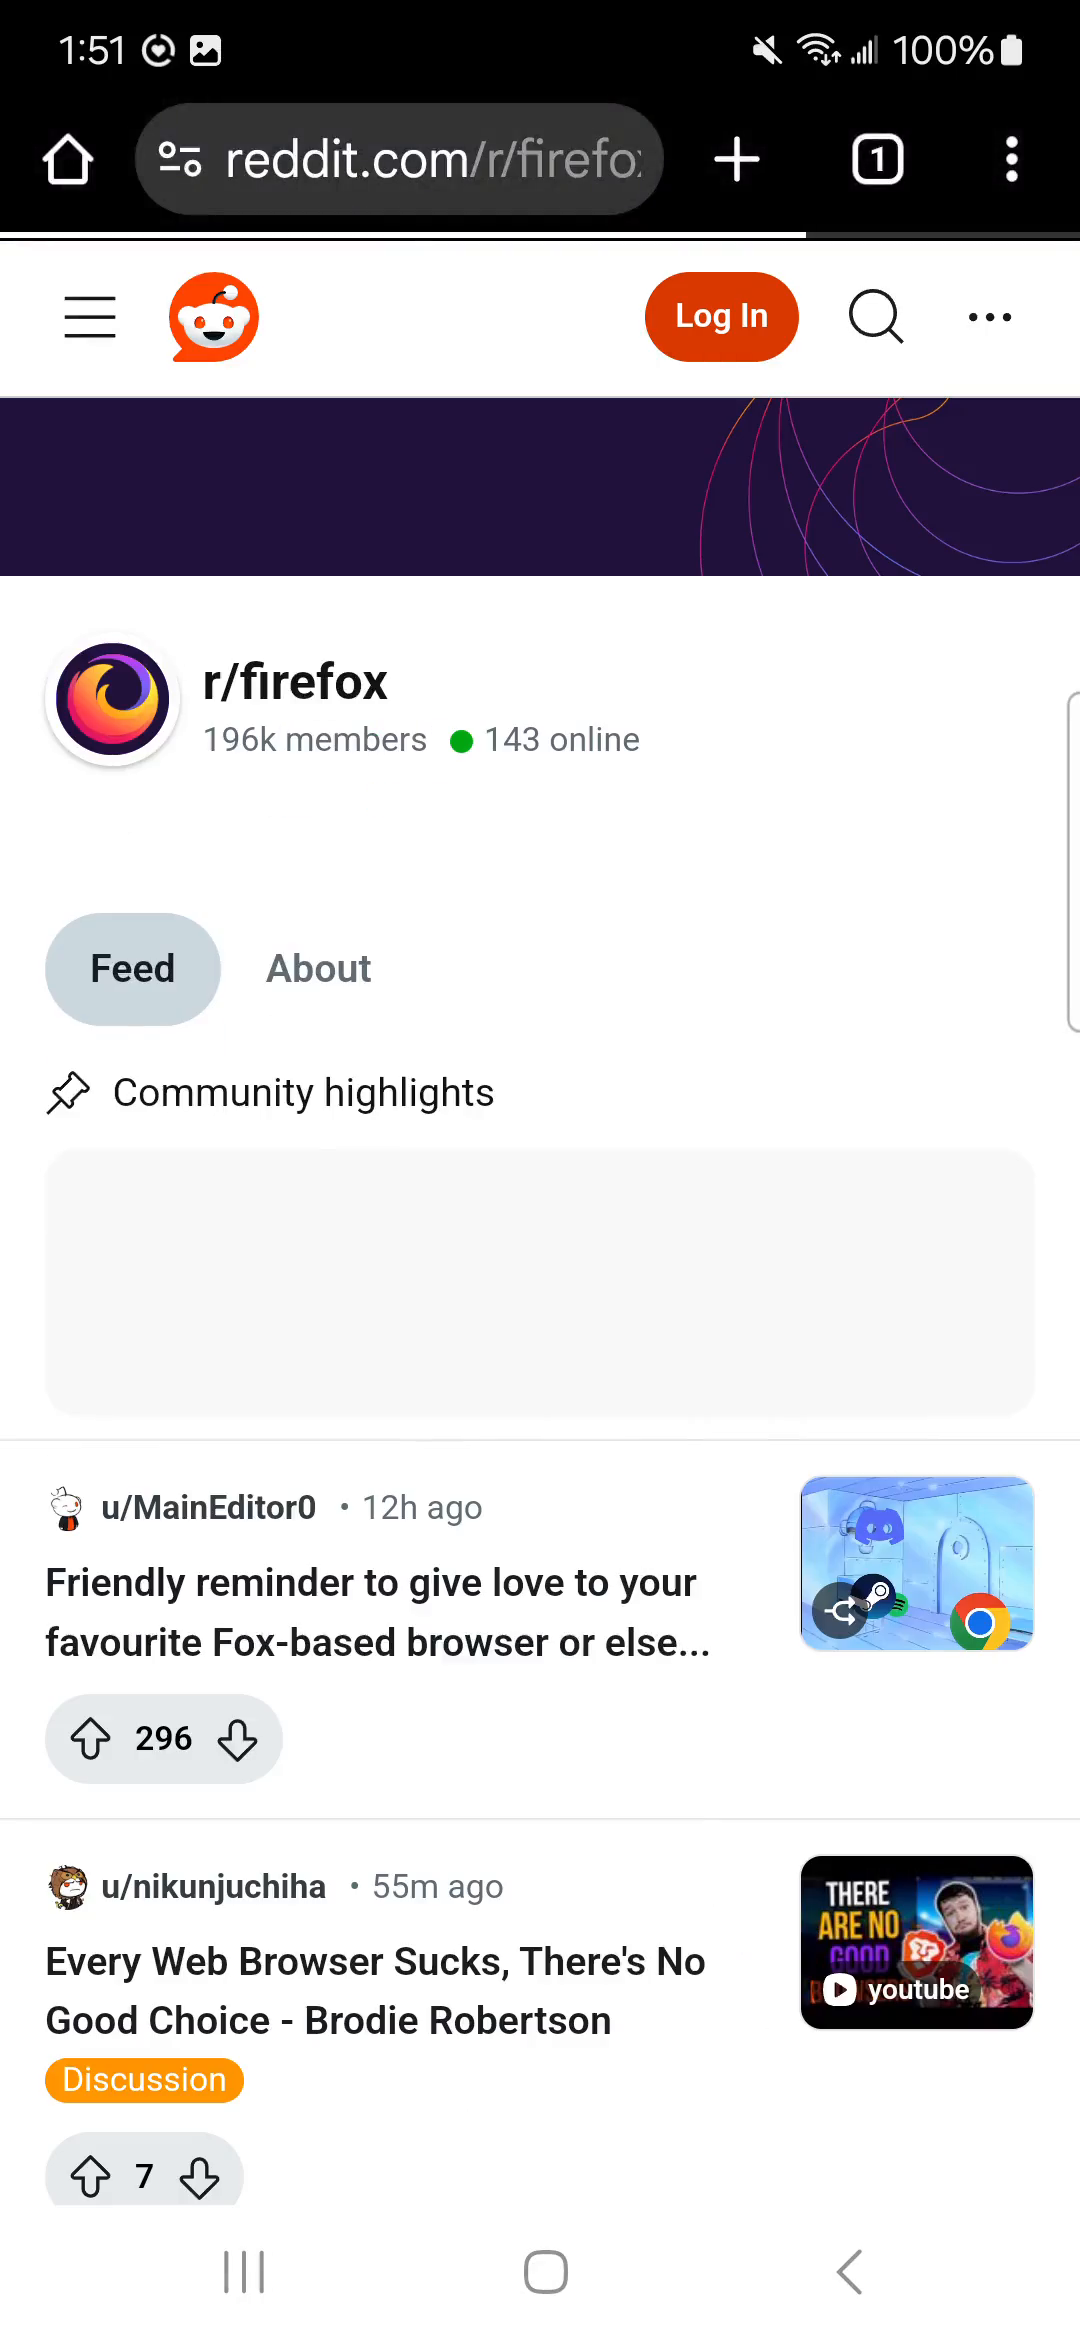 1:51
100%
reddit.com/r/firefo
1
Log In
r/firefox
196k members
143 online
Feed
About
Community highlights
u/MainEditor0 • 12h ago
Friendly reminder to give love to your
favourite Fox-based browser or else...
296
u/nikunjuchiha • 55m ago
Every Web Browser Sucks, There's No
Good Choice - Brodie Robertson
THERE
ARE NO
GOOD
youtube
Discussion
7